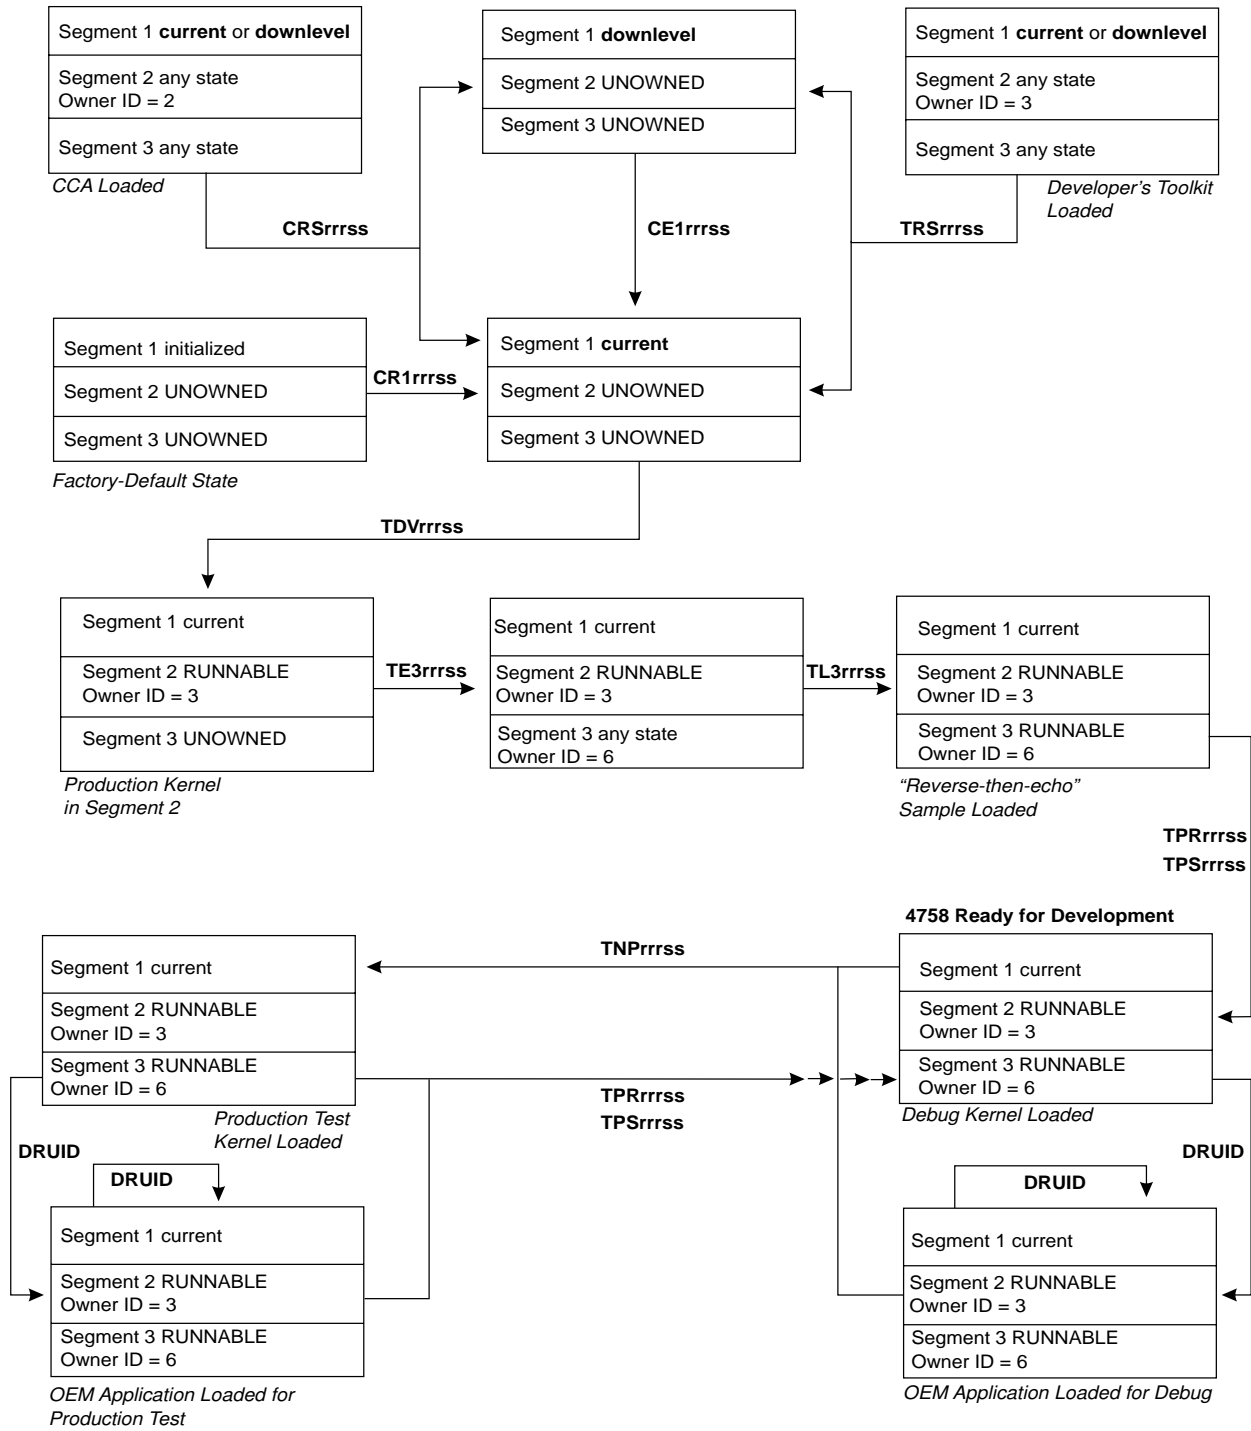 Segment 1 current or downlevel
Segment 2 any state
Owner ID = 2
Segment 3 any state
CCA Loaded
Segment 1 downlevel
Segment 2 UNOWNED
Segment 3 UNOWNED
Segment 1 current or downlevel
Segment 2 any state
Owner ID = 3
Segment 3 any state
Developer's Toolkit
Loaded
CRSrrrss
CE1rrrss
TRSrrrss
Segment 1 initialized
Segment 2 UNOWNED
Segment 3 UNOWNED
Factory-Default State
CR1rrrss
Segment 1 current
Segment 2 UNOWNED
Segment 3 UNOWNED
TDVrrrss
Segment 1 current
Segment 2 RUNNABLE
Owner ID = 3
Segment 3 UNOWNED
Production Kernel
in Segment 2
TE3rrrss
Segment 1 current
Segment 2 RUNNABLE
Owner ID = 3
Segment 3 any state
Owner ID = 6
TL3rrrss
Segment 1 current
Segment 2 RUNNABLE
Owner ID = 3
Segment 3 RUNNABLE
Owner ID = 6
“Reverse-then-echo”
Sample Loaded
TPRrrrss
TPSrrrss
4758 Ready for Development
Segment 1 current
Segment 2 RUNNABLE
Owner ID = 3
Segment 3 RUNNABLE
Owner ID = 6
Production Test
Kernel Loaded
TNPrrrss
TPRrrrss
TPSrrrss
Segment 1 current
Segment 2 RUNNABLE
Owner ID = 3
Segment 3 RUNNABLE
Owner ID = 6
Debug Kernel Loaded
DRUID
DRUID
Segment 1 current
Segment 2 RUNNABLE
Owner ID = 3
Segment 3 RUNNABLE
Owner ID = 6
OEM Application Loaded for
Production Test
DRUID
DRUID
Segment 1 current
Segment 2 RUNNABLE
Owner ID = 3
Segment 3 RUNNABLE
Owner ID = 6
OEM Application Loaded for Debug